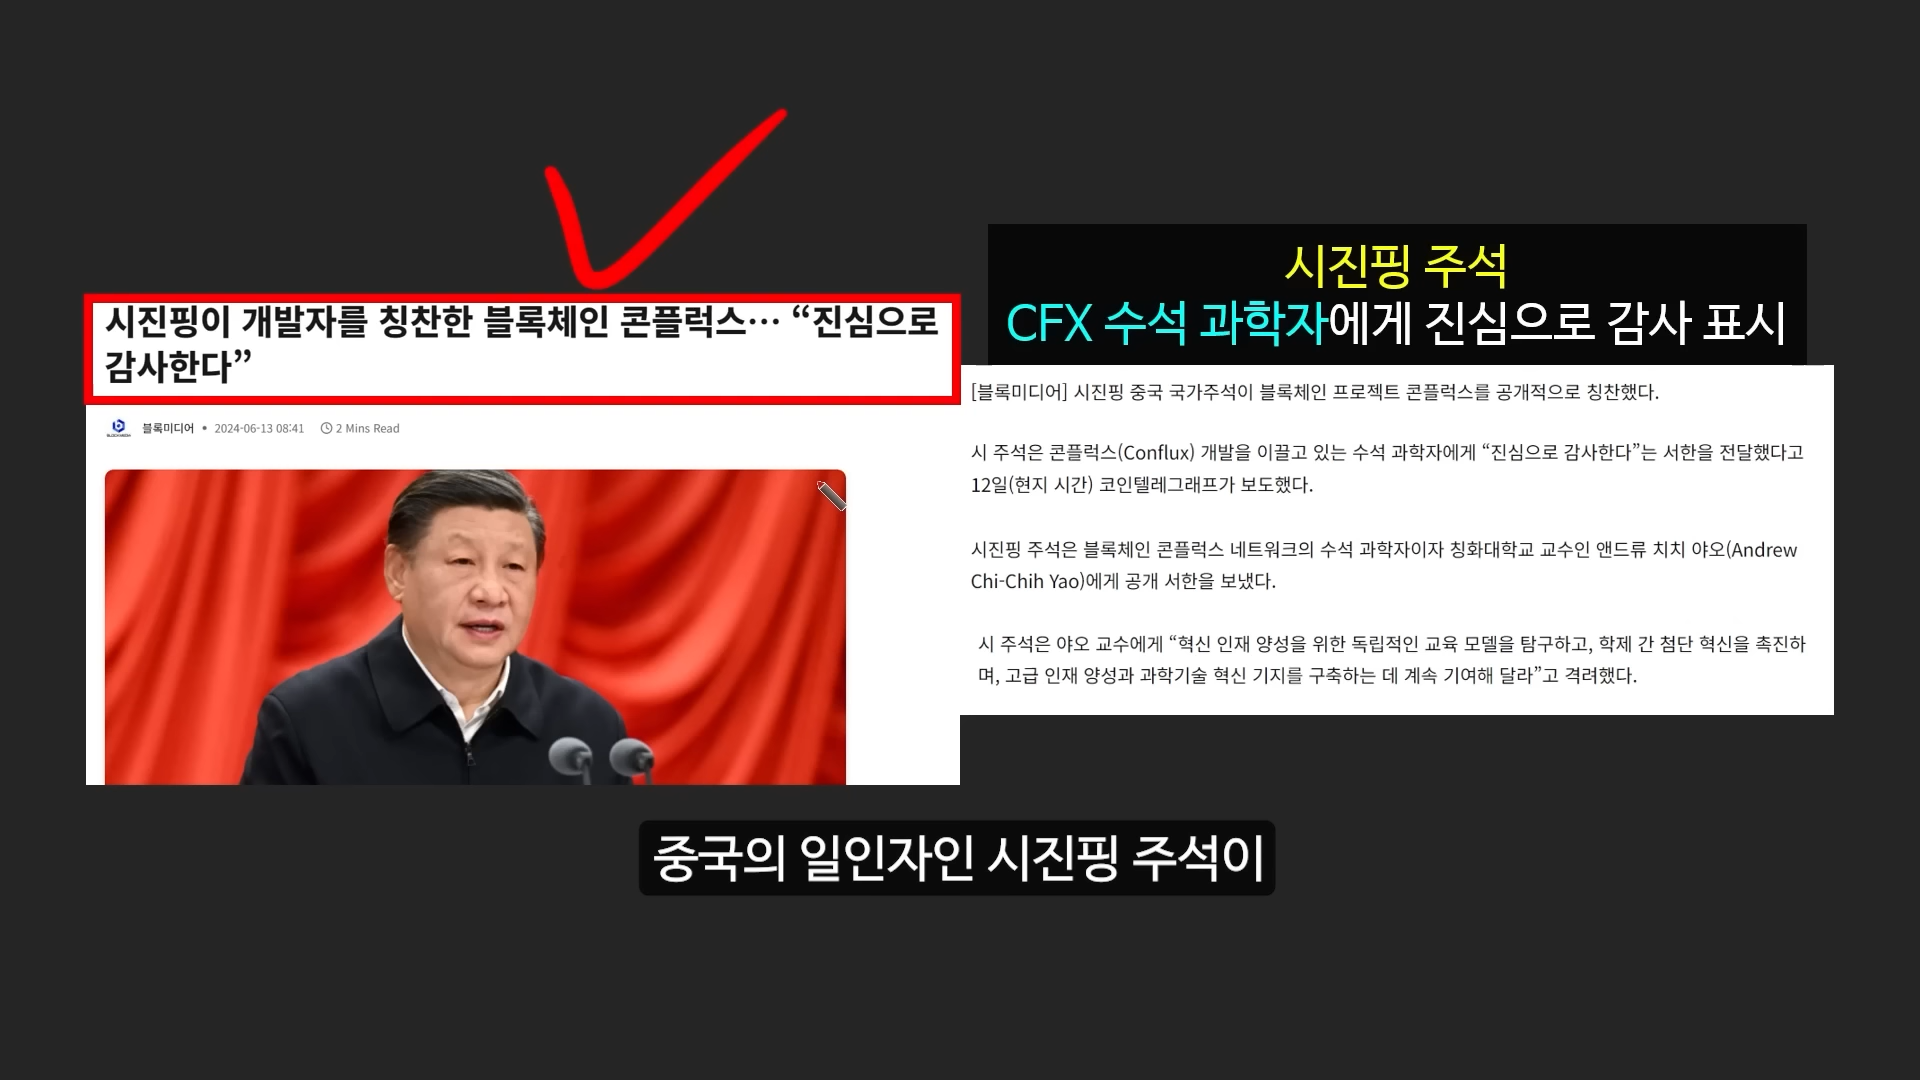 시진핑이 개발자를 칭찬한 블록체인 콘플럭스… “진심으로
감사한다”
블록미디어 • 2024-06-13 08:41 2 Mins Read
시진핑 주석
CFX 수석 과학자에게 진심으로 감사 표시
[블록미디어] 시진핑 중국 국가주석이 블록체인 프로젝트 콘플럭스를 공개적으로 칭찬했다.
시 주석은 콘플럭스(Conflux) 개발을 이끌고 있는 수석 과학자에게 “진심으로 감사한다”는 서한을 전달했다고
12일(현지 시간) 코인텔레그래프가 보도했다.
시진핑 주석은 블록체인 콘플럭스 네트워크의 수석 과학자이자 칭화대학교 교수인 앤드류 치치 야오(Andrew
Chi-Chih Yao)에게 공개 서한을 보냈다.
시 주석은 야오 교수에게 “혁신 인재 양성을 위한 독립적인 교육 모델을 탐구하고, 학제 간 첨단 혁신을 촉진하
며, 고급 인재 양성과 과학기술 혁신 기지를 구축하는 데 계속 기여해 달라”고 격려했다.
중국의 일인자인 시진핑 주석이